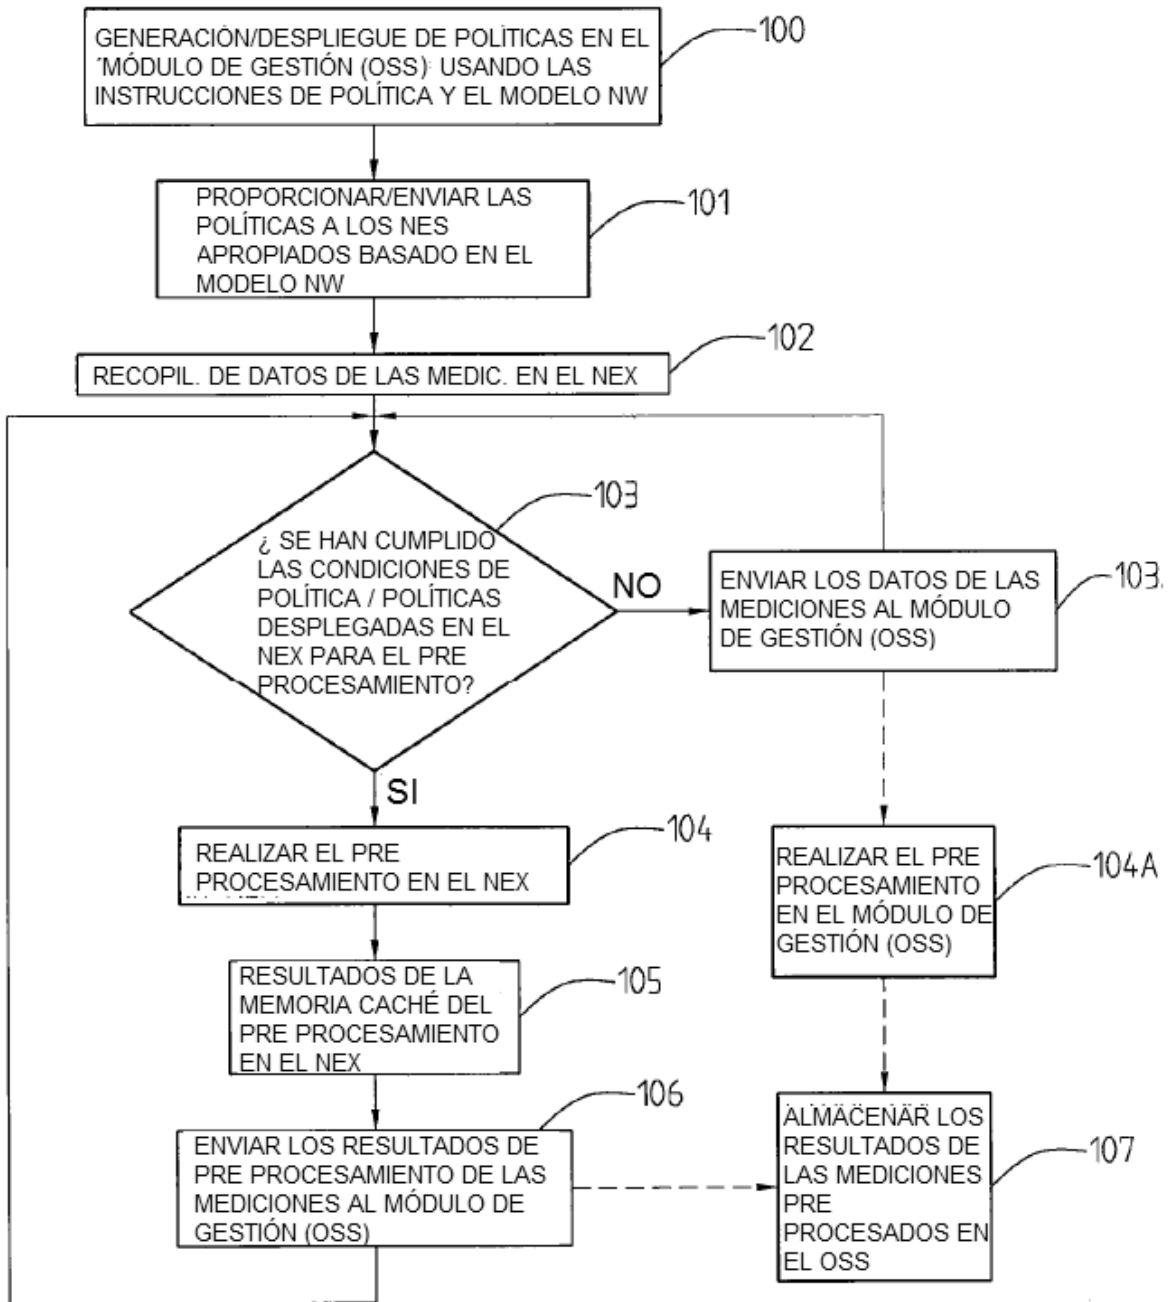 GENERACIÓN/DESPLIEGUE DE POLÍTICAS EN EL
MÓDULO DE GESTIÓN (OSS) USANDO LAS
INSTRUCCIONES DE POLÍTICA Y EL MODELO NW
100
PROPORCIONAR/ENVIAR LAS
POLÍTICAS A LOS NES
APROPIADOS BASADO EN EL
MODELO NW
101
RECOPIL. DE DATOS DE LAS MEDIC. EN EL NEX
102
¿ SE HAN CUMPLIDO
LAS CONDICIONES DE
POLÍTICA / POLÍTICAS
DESPLEGADAS EN EL
NEX PARA EL PRE
PROCESAMIENTO?
103
NO
ENVIAR LOS DATOS DE LAS
MEDICIONES AL MÓDULO
DE GESTIÓN (OSS)
103
SI
REALIZAR EL PRE
PROCESAMIENTO EN EL NEX
104
REALIZAR EL PRE
PROCESAMIENTO
EN EL MÓDULO DE
GESTIÓN (OSS)
104A
RESULTADOS DE LA
MEMORIA CACHÉ DEL
PRE PROCESAMIENTO
EN EL NEX
105
ENVIAR LOS RESULTADOS DE
PRE PROCESAMIENTO DE LAS
MEDICIONES AL MÓDULO DE
GESTIÓN (OSS)
106
ALMACENAR LOS
RESULTADOS DE
LAS MEDICIONES
PRE
PROCESADOS EN
EL OSS
107